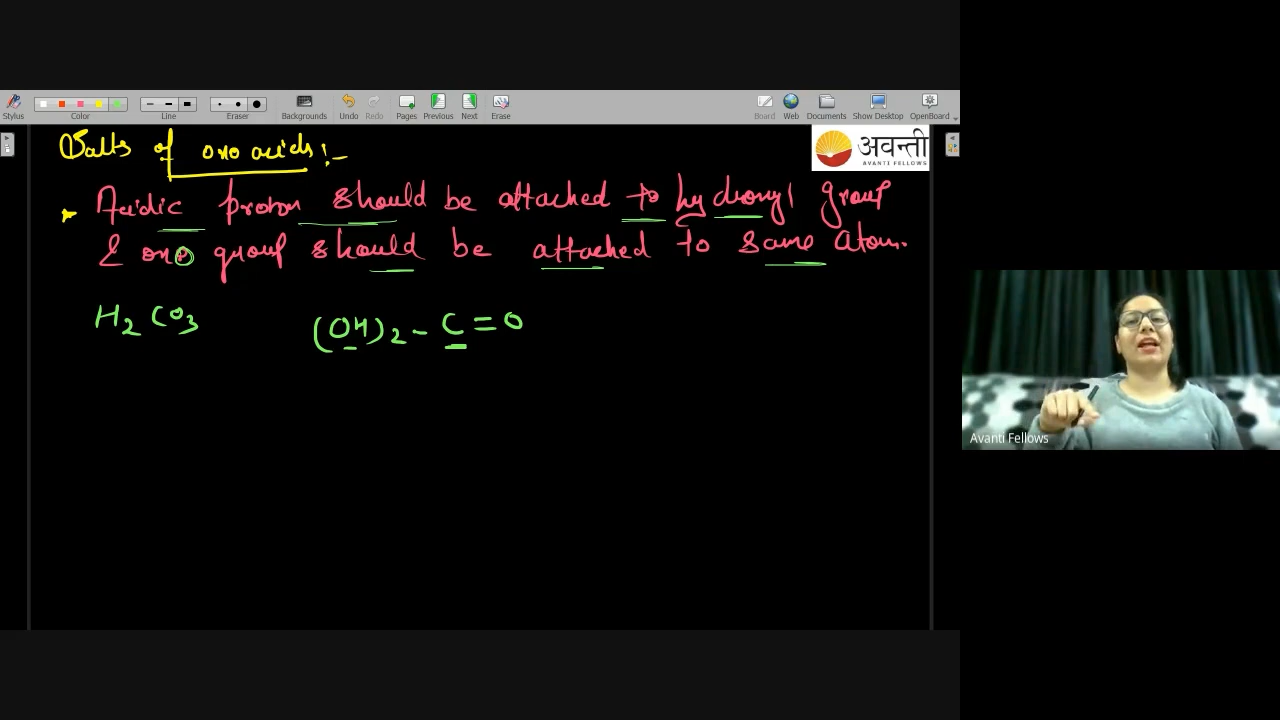 Stylus Color Line Eraser Backgrounds Undo Redo Pages Previous Next Erase Board Web Documents Show Desktop OpenBoard
Salts of oxo acids :-
अवन्ती
AVANTI FELLOWS
Acidic proton should be attached to hydroxyl group
& oxo group should be attached to same atom.
H2CO3 (OH)2-C=O
Avanti Fellows